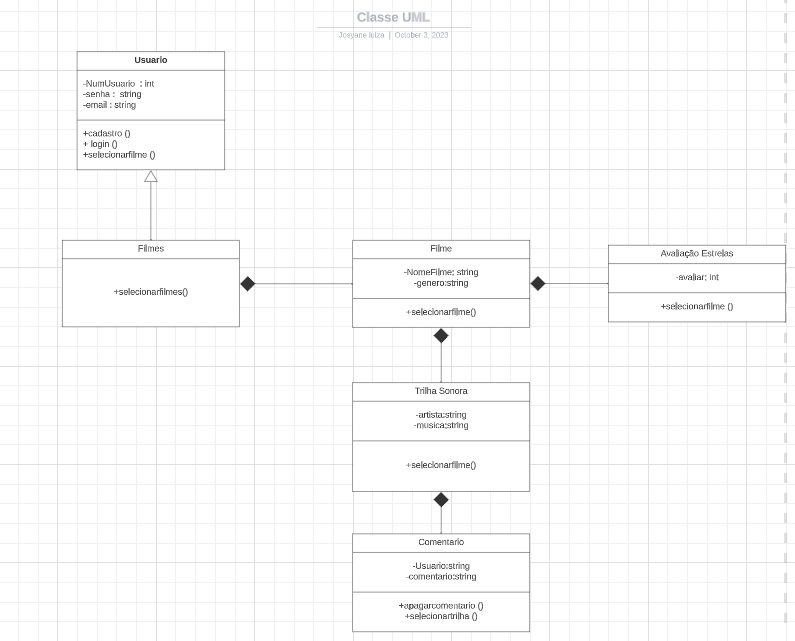 Classe UML
Josyane luiza | October 3, 2023
Usuario
-NumUsuario : int
-senha : string
-email : string
+cadastro ()
+ login ()
+selecionarfilme ()
Filmes
+selecionarfilmes()
Filme
-NomeFilme; string
-genero:string
+selecionarfilme()
Avaliação Estrelas
-avaliar; int
+selecionarfilme ()
Trilha Sonora
-artista:string
-musica;string
+selecionarfilme()
Comentario
-Usuario:string
-comentario:string
+apagarcomentario ()
+selecionartrilha ()